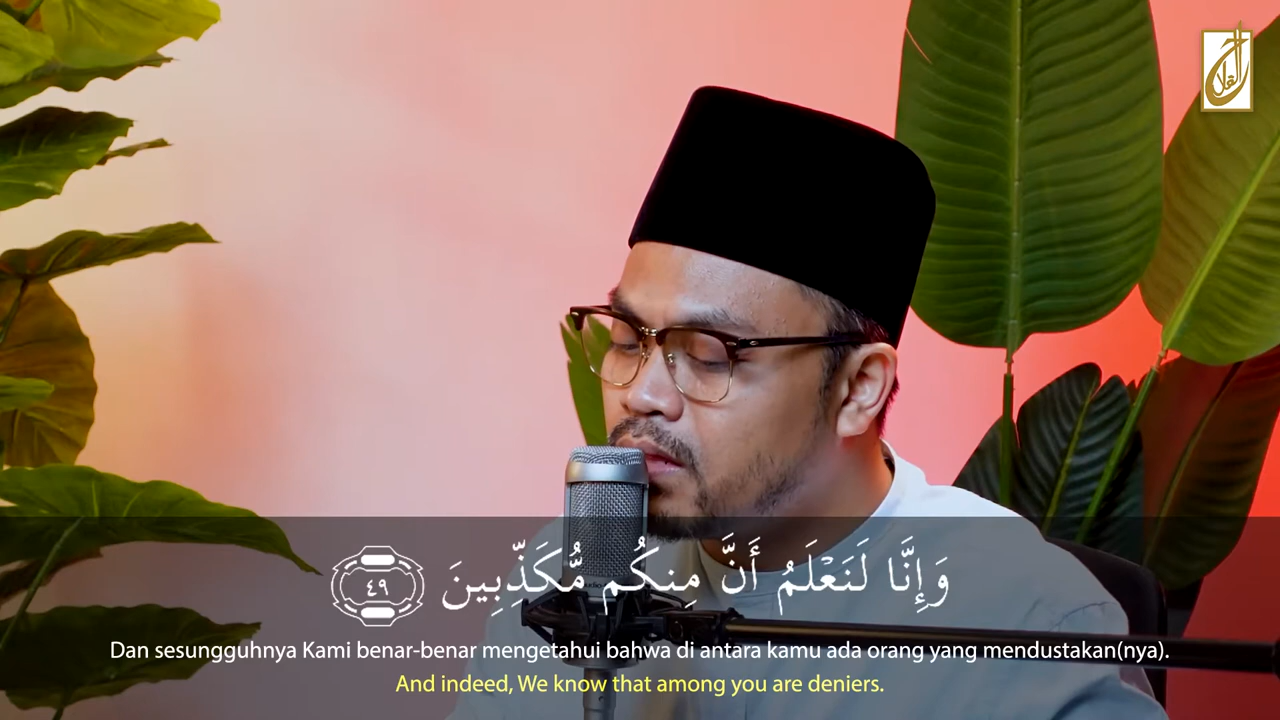 وَإِنَّا لَنَعْلَمُ أَنَّ مِنكُم مُّكَذِّبِينَ ٤٩
Dan sesungguhnya Kami benar-benar mengetahui bahwa di antara kamu ada orang yang mendustakan(nya).
And indeed, We know that among you are deniers.